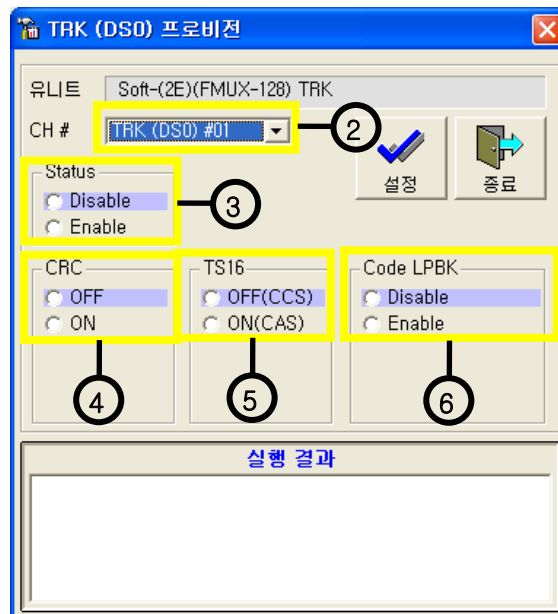 TRK (DS0) 프로비젼
유니트 Soft-(2E)(FMUX-128) TRK
CH # TRK (DS0) #01
2
설정
종료
Status
Disable
Enable
3
CRC
OFF
ON
4
TS16
OFF(CCS)
ON(CAS)
5
Code LPBK
Disable
Enable
6
실행 결과